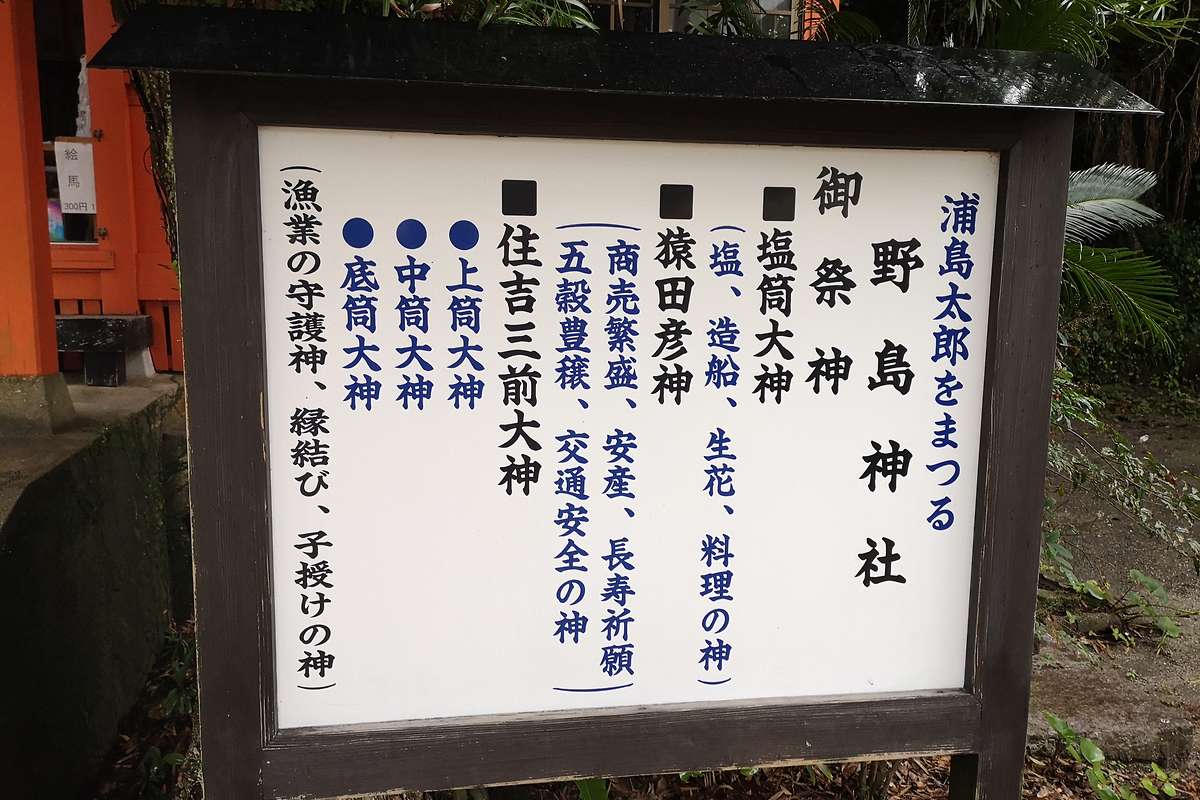 浦島太郎をまつる
野島神社
御祭神
■塩筒大神
(塩、造船、生花、料理の神)
■猿田彦神
(商売繁盛、安産、長寿祈願
五穀豊穣、交通安全の神)
■住吉三前大神
●上筒大神
●中筒大神
●底筒大神
(漁業の守護神、縁結び、子授けの神)
絵馬
300円